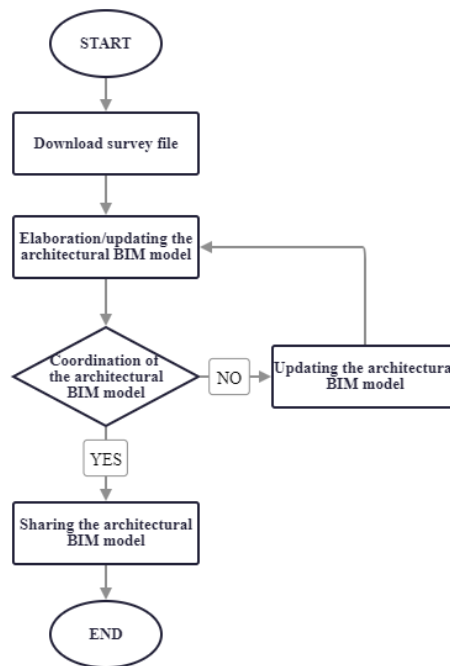 START
Download survey file
Elaboration/updating the
architectural BIM model
Coordination of
the architectural
BIM model
NO
Updating the architectura
BIM model
YES
Sharing the architectural
BIM model
END